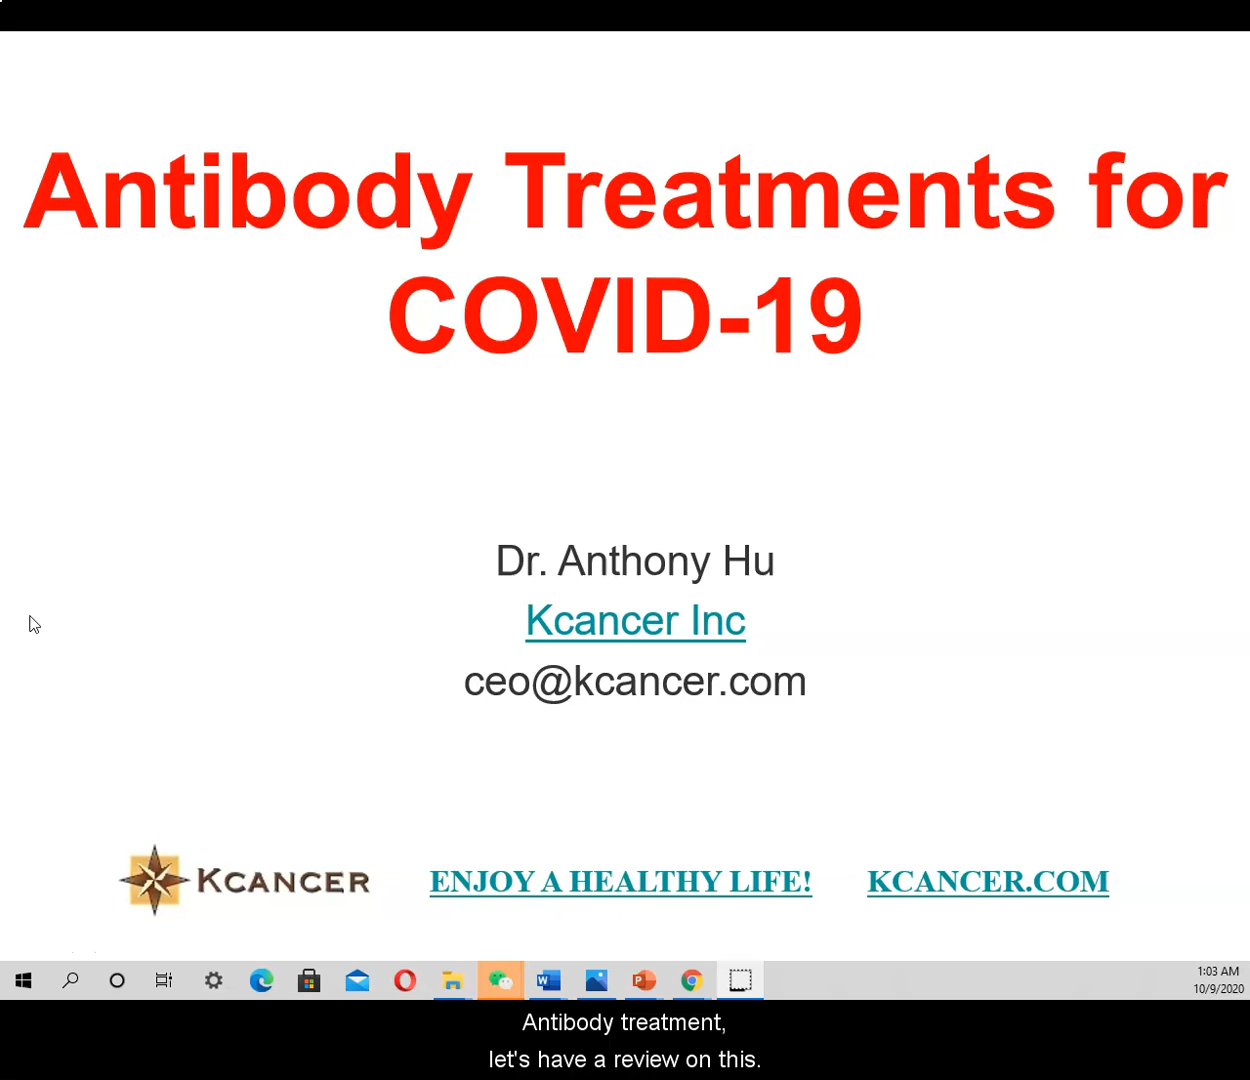 Antibody Treatments for
COVID-19
Dr. Anthony Hu
Kcancer Inc
ceo@kcancer.com
KCANCER ENJOY A HEALTHY LIFE! KCANCER.COM
1:03 AM
10/9/2020
Antibody treatment,
let's have a review on this.